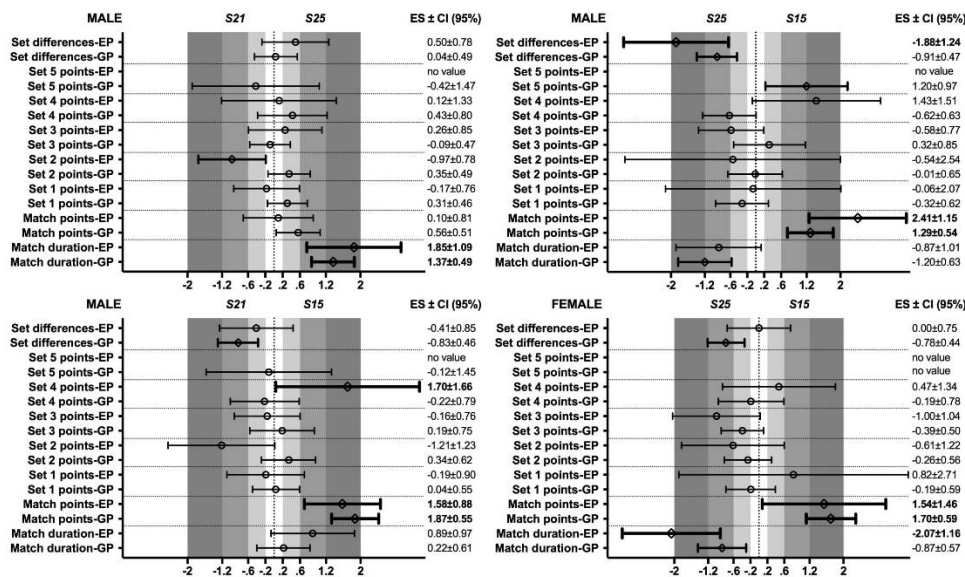 MALE S21 S25 ES ± CI (95%)
Set differences-EP 0.50±0.78
Set differences-GP 0.04±0.49
Set 5 points-EP no value
Set 5 points-GP -0.42±1.47
Set 4 points-EP 0.12±1.33
Set 4 points-GP 0.43±0.80
Set 3 points-EP 0.26±0.85
Set 3 points-GP -0.09±0.47
Set 2 points-EP -0.97±0.78
Set 2 points-GP 0.35±0.49
Set 1 points-EP -0.17±0.76
Set 1 points-GP 0.31±0.46
Match points-EP 0.10±0.81
Match points-GP 0.56±0.51
Match duration-EP 1.85±1.09
Match duration-GP 1.37±0.49
-2 -1.2 -.6 -.2 .2 .6 1.2 2
MALE S25 S15 ES ± CI (95%)
Set differences-EP -1.88±1.24
Set differences-GP -0.91±0.47
Set 5 points-EP no value
Set 5 points-GP 1.20±0.97
Set 4 points-EP 1.43±1.51
Set 4 points-GP -0.62±0.63
Set 3 points-EP -0.58±0.77
Set 3 points-GP 0.32±0.85
Set 2 points-EP -0.54±2.54
Set 2 points-GP -0.01±0.65
Set 1 points-EP -0.06±2.07
Set 1 points-GP -0.32±0.62
Match points-EP 2.41±1.15
Match points-GP 1.29±0.54
Match duration-EP -0.87±1.01
Match duration-GP -1.20±0.63
-2 -1.2 -.6 -.2 .2 .6 1.2 2
MALE S21 S15 ES ± CI (95%)
Set differences-EP -0.41±0.85
Set differences-GP -0.83±0.46
Set 5 points-EP no value
Set 5 points-GP -0.12±1.45
Set 4 points-EP 1.70±1.66
Set 4 points-GP -0.22±0.79
Set 3 points-EP -0.16±0.76
Set 3 points-GP 0.19±0.75
Set 2 points-EP -1.21±1.23
Set 2 points-GP 0.34±0.62
Set 1 points-EP -0.19±0.90
Set 1 points-GP 0.04±0.55
Match points-EP 1.58±0.88
Match points-GP 1.87±0.55
Match duration-EP 0.89±0.97
Match duration-GP 0.22±0.61
-2 -1.2 -.6 -.2 .2 .6 1.2 2
FEMALE S25 S15 ES ± CI (95%)
Set differences-EP 0.00±0.75
Set differences-GP -0.78±0.44
Set 5 points-EP no value
Set 5 points-GP no value
Set 4 points-EP 0.47±1.34
Set 4 points-GP -0.19±0.78
Set 3 points-EP -1.00±1.04
Set 3 points-GP -0.39±0.50
Set 2 points-EP -0.61±1.22
Set 2 points-GP -0.26±0.56
Set 1 points-EP 0.82±2.71
Set 1 points-GP -0.19±0.59
Match points-EP 1.54±1.46
Match points-GP 1.70±0.59
Match duration-EP -2.07±1.16
Match duration-GP -0.87±0.57
-2 -1.2 -.6 -.2 .2 .6 1.2 2